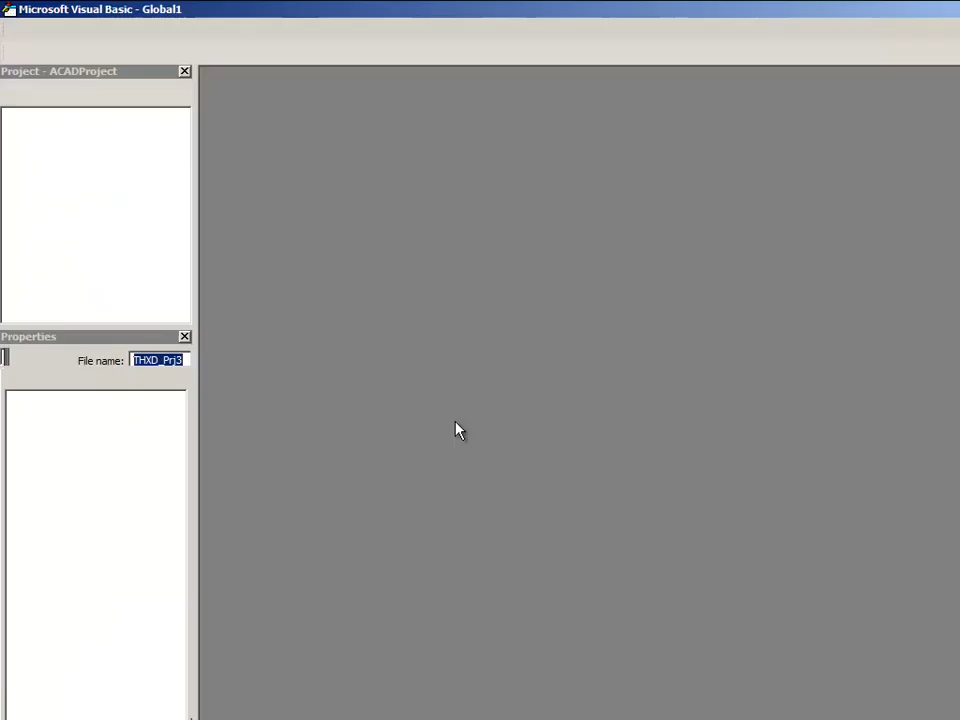 Microsoft Visual Basic - Global1
Project - ACADProject
Properties
File name: THXD_Prj3